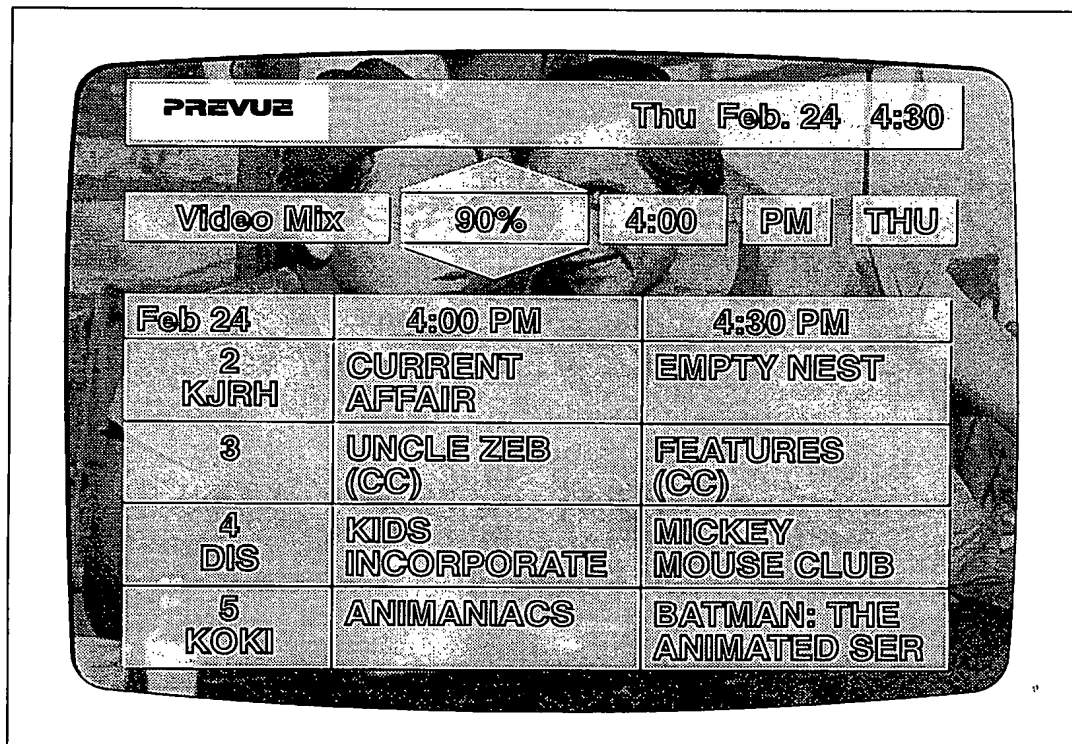 PREVUE Thu Feb. 24 4:30
Video Mix 90% 4:00 PM THU
Feb 24 4:00 PM 4:30 PM
2
KJRH
CURRENT
AFFAIR
EMPTY NEST
3
UNCLE ZEB
(CC)
FEATURES
(CC)
4
DIS
KIDS
INCORPORATE
MICKEY
MOUSE CLUB
5
KOKI
ANIMANIACS
BATMAN: THE
ANIMATED SER